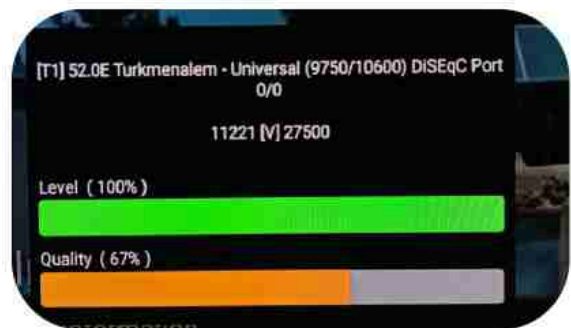 [T1] 52.0E Turkmenalem - Universal (9750/10600) DiSEqC Port
0/0
11221 [V] 27500
Level ( 100% )
Quality ( 67% )